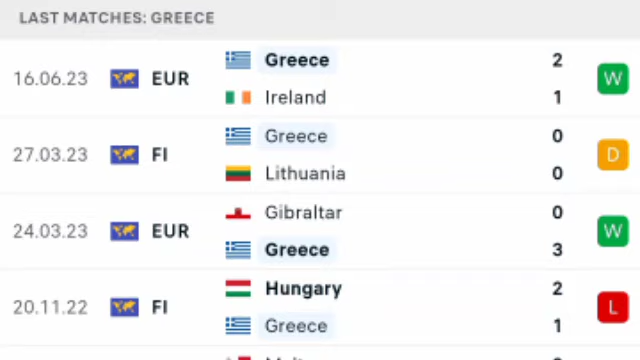 LAST MATCHES: GREECE
16.06.23 EUR Greece 2 W
Ireland 1
27.03.23 FI Greece 0 D
Lithuania 0
24.03.23 EUR Gibraltar 0 W
Greece 3
20.11.22 FI Hungary 2 L
Greece 1